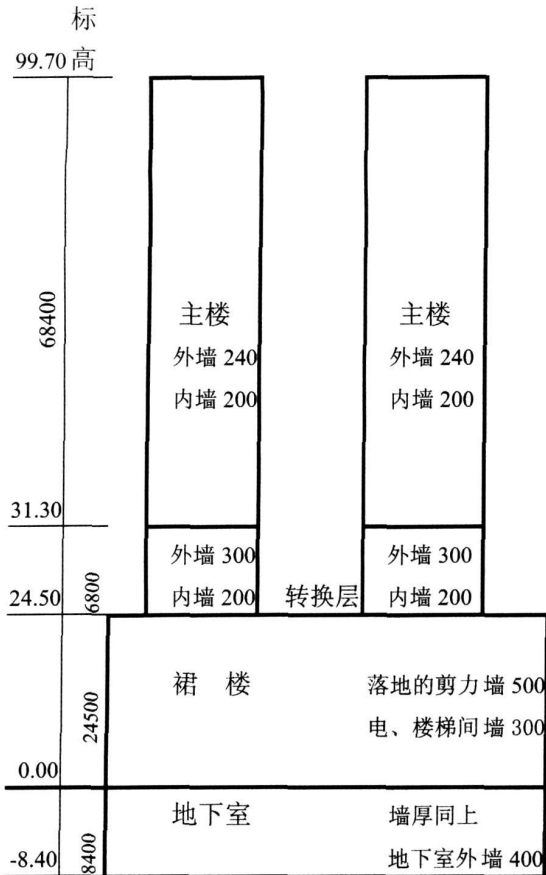 标
高
99.70
68400
主楼
外墙 240
内墙 200
主楼
外墙 240
内墙 200
31.30
6800
外墙 300
内墙 200
转换层
外墙 300
内墙 200
24.50
24500
裙 楼
落地的剪力墙 500
电、楼梯间墙 300
0.00
8400
地下室
墙厚同上
地下室外墙 400
-8.40